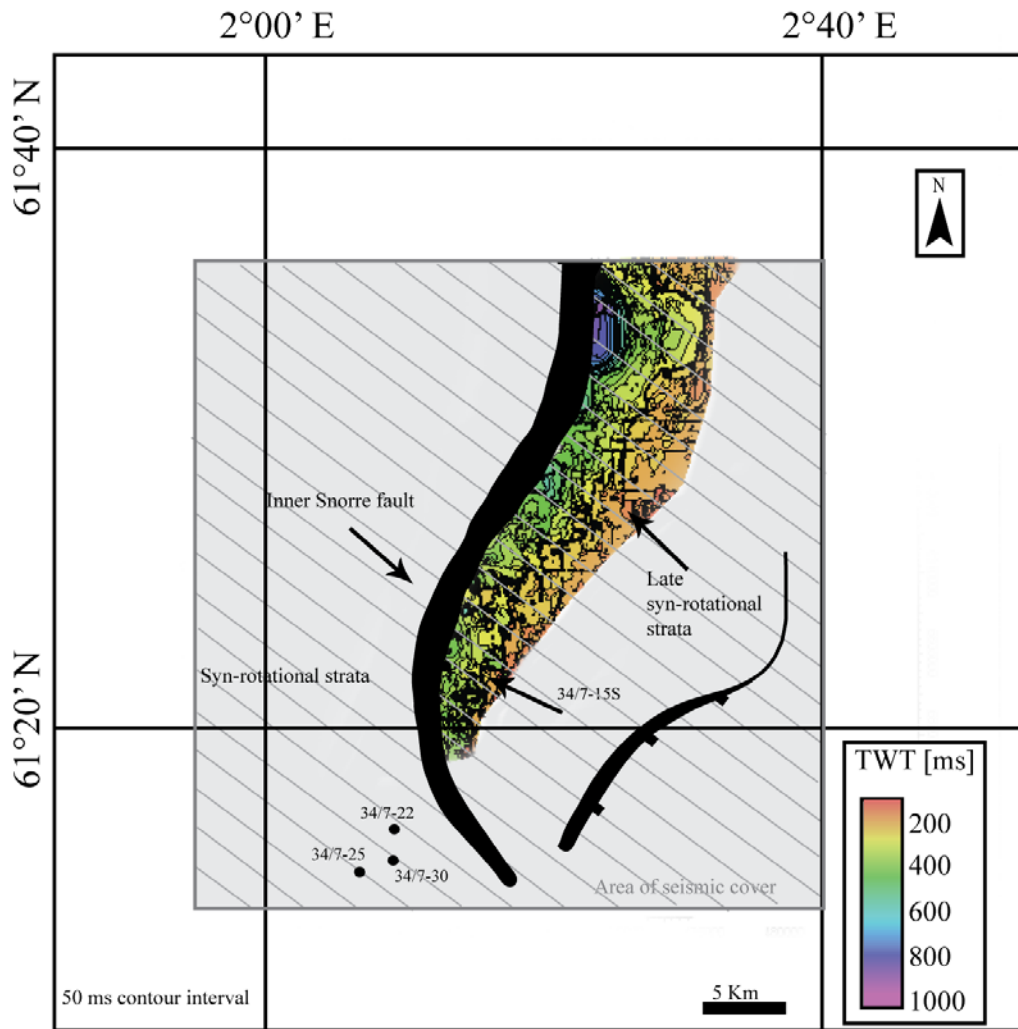 2°00' E
2°40' E
61°40' N
N
Inner Snorre fault
Late
syn-rotational
strata
Syn-rotational strata
34/7-15S
61°20' N
TWT [ms]
200
400
600
800
1000
34/7-22
34/7-25
34/7-30
Area of seismic cover
50 ms contour interval
5 Km